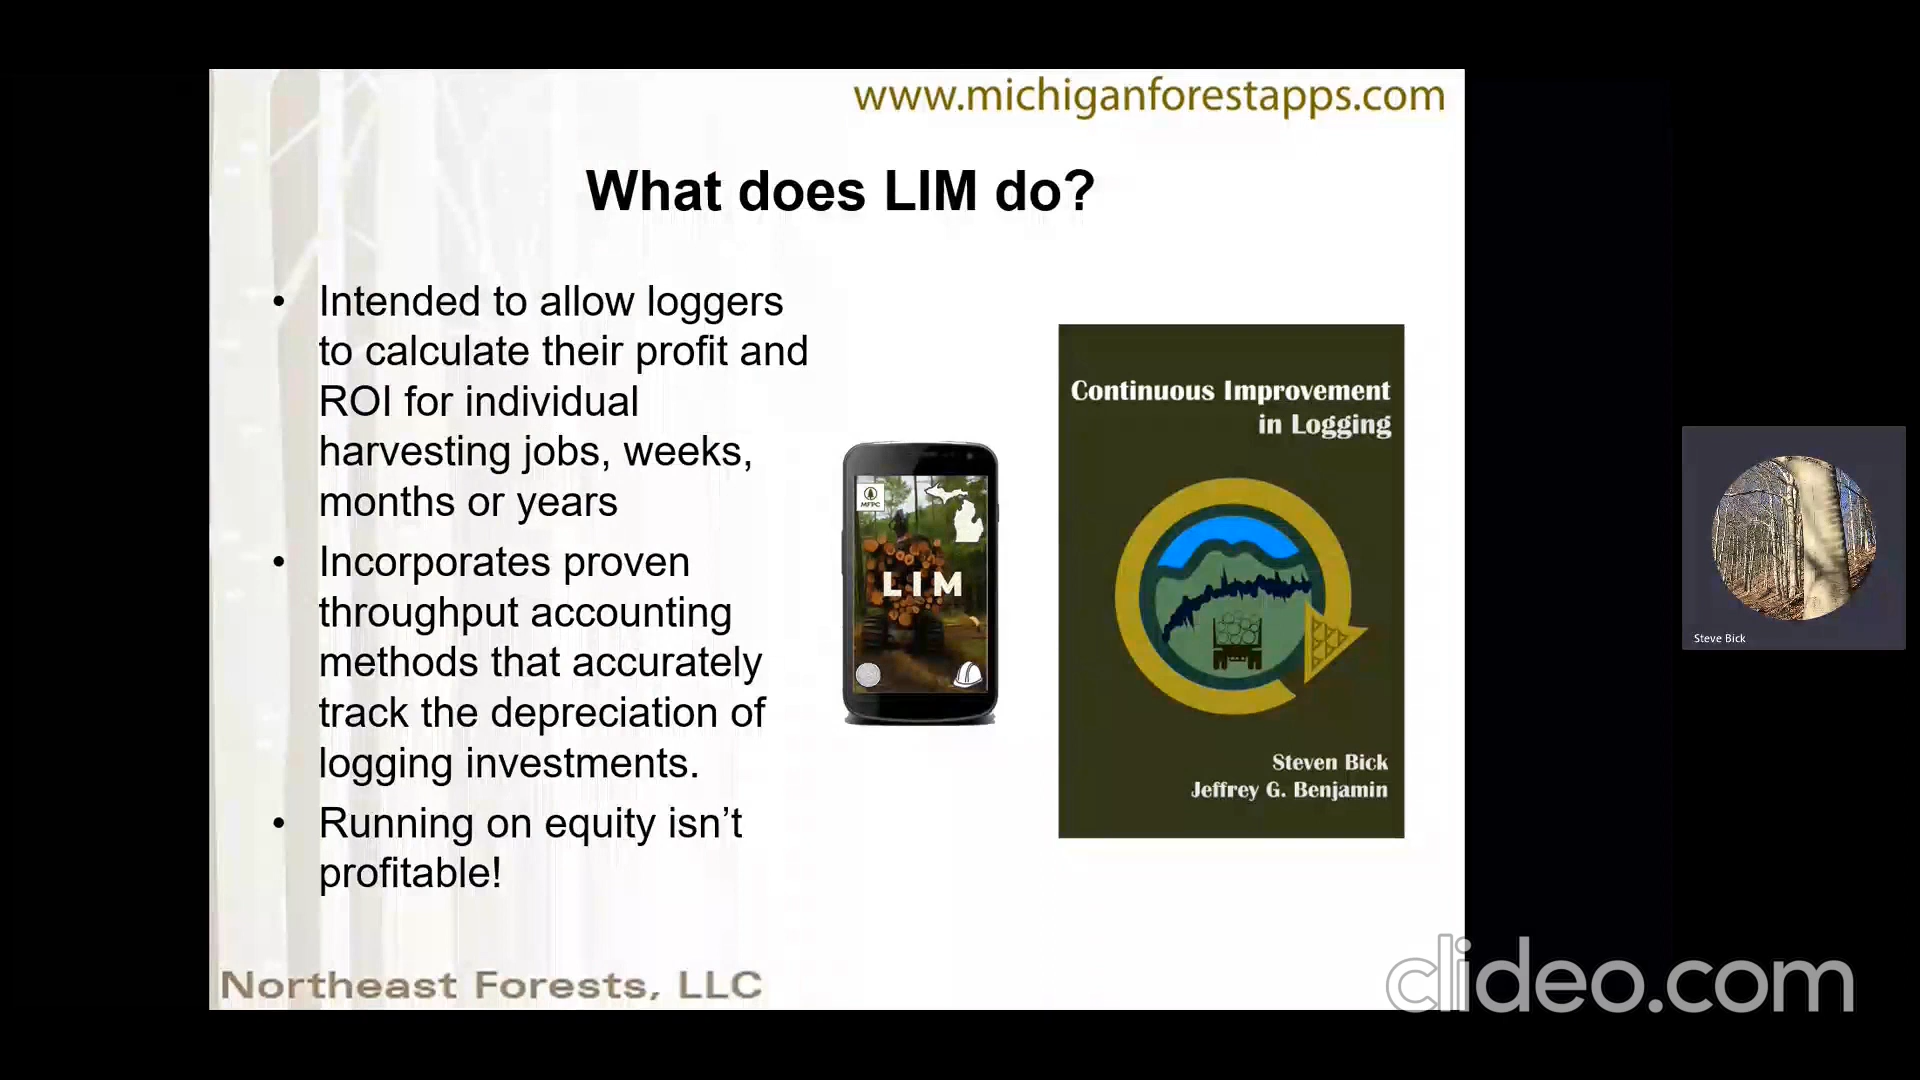 www.michiganforestapps.com
What does LIM do?
• Intended to allow loggers
to calculate their profit and
ROI for individual
harvesting jobs, weeks,
months or years
• Incorporates proven
throughput accounting
methods that accurately
track the depreciation of
logging investments.
• Running on equity isn’t
profitable!
MFPC
LIM
Continuous Improvement
in Logging
Steven Bick
Jeffrey G. Benjamin
Steve Bick
Northeast Forests, LLC
clideo.com